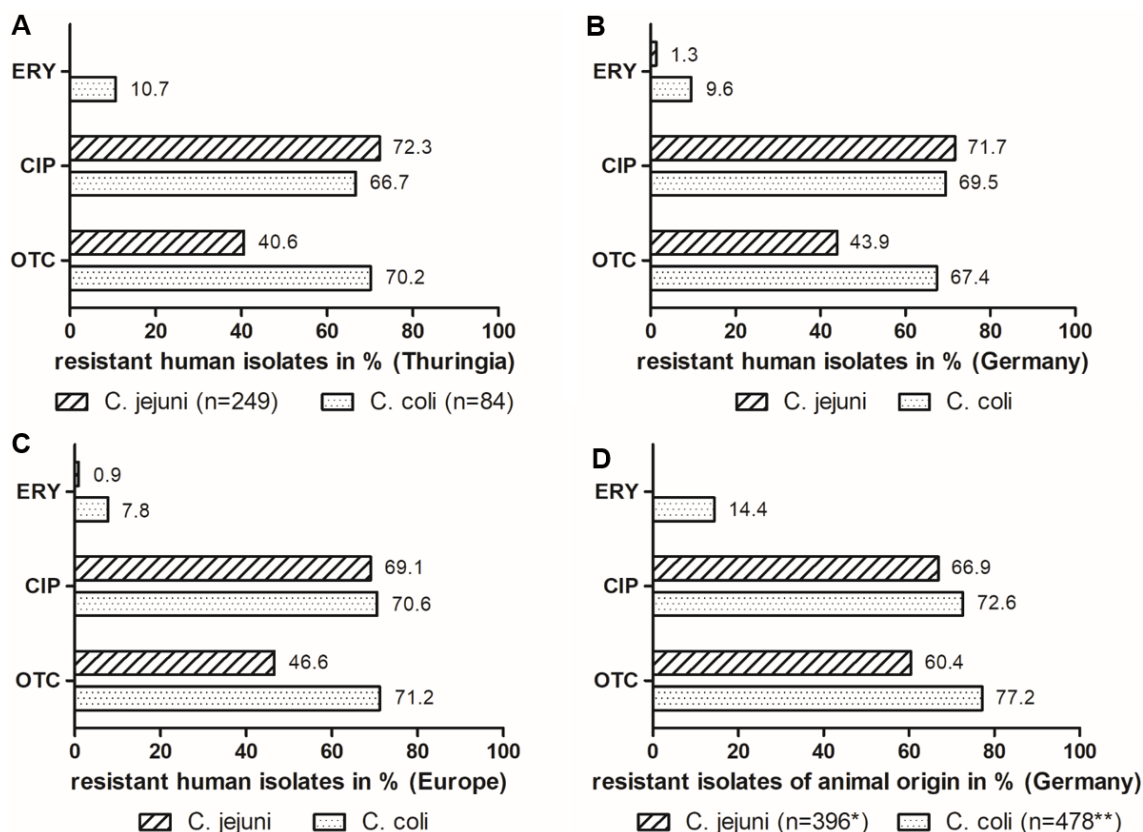 A
ERY
10.7
CIP
72.3
66.7
OTC
40.6
70.2
0 20 40 60 80 100
resistant human isolates in % (Thuringia)
C. jejuni (n=249) C. coli (n=84)
B
ERY
1.3
9.6
CIP
71.7
69.5
OTC
43.9
67.4
0 20 40 60 80 100
resistant human isolates in % (Germany)
C. jejuni C. coli
C
ERY
0.9
7.8
CIP
69.1
70.6
OTC
46.6
71.2
0 20 40 60 80 100
resistant human isolates in % (Europe)
C. jejuni C. coli
D
ERY
14.4
CIP
66.9
72.6
OTC
60.4
77.2
0 20 40 60 80 100
resistant isolates of animal origin in % (Germany)
C. jejuni (n=396*) C. coli (n=478**)